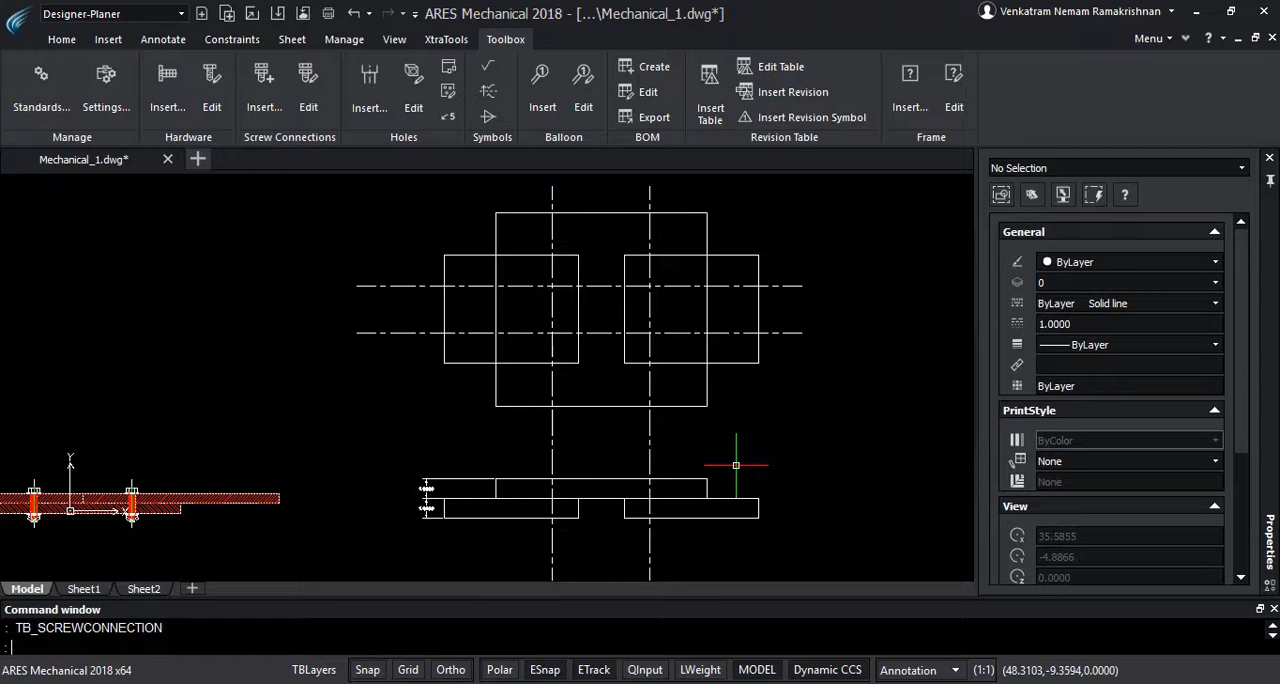 Designer-Planer
ARES Mechanical 2018 - [...\Mechanical_1.dwg*]
Venkatram Nemam Ramakrishnan
Home Insert Annotate Constraints Sheet Manage View XtraTools Toolbox
Menu ?
Standards... Settings... Insert... Edit Insert... Edit Insert... Edit Insert Edit
Create
Edit
Export
Insert Table
Edit Table
Insert Revision
Insert Revision Symbol
Insert... Edit
Manage Hardware Screw Connections Holes Symbols Balloon BOM Revision Table Frame
Mechanical_1.dwg*
No Selection
General
ByLayer
0
ByLayer Solid line
1.0000
ByLayer
ByLayer
PrintStyle
ByColor
None
None
View
35.5855
-4.8866
0.0000
Properties
Y
X
Model Sheet1 Sheet2
Command window
: TB_SCREWCONNECTION
:
ARES Mechanical 2018 x64
TBLayers Snap Grid Ortho Polar ESnap ETrack QInput LWeight MODEL Dynamic CCS Annotation (1:1) (48.3103,-9.3594,0.0000)